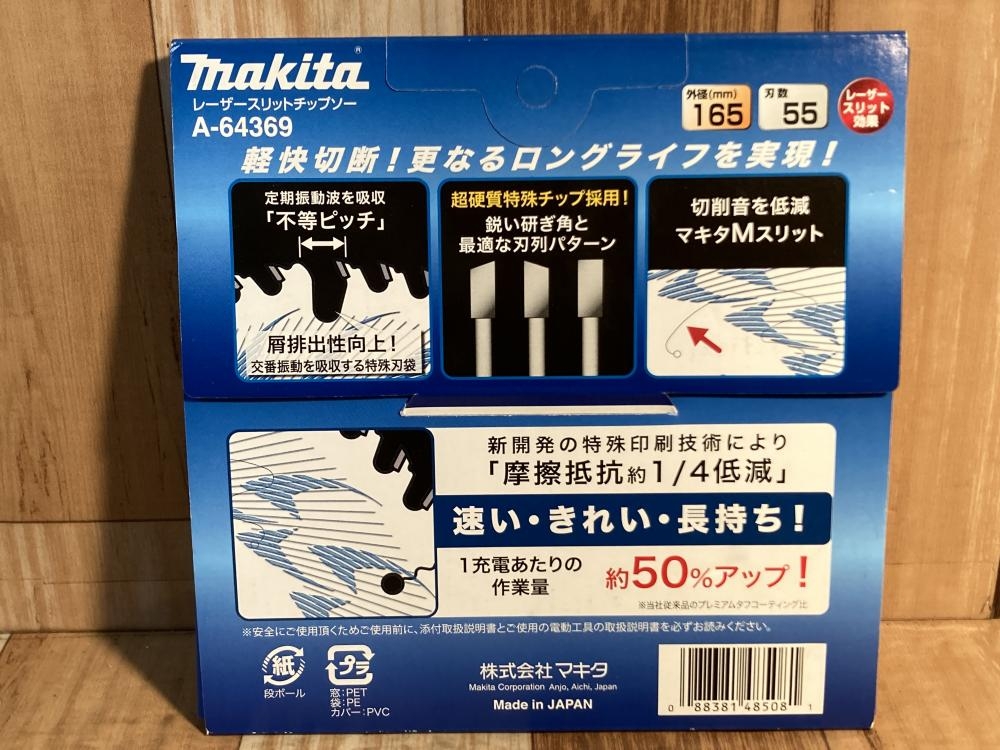 makita®
レーザースリットチップソー
A-64369
外径(mm)
165
刃数
55
レーザー
スリット
効果
軽快切断！更なるロングライフを実現！
定期振動波を吸収
「不等ピッチ」
屑排出性向上！
交番振動を吸収する特殊刃袋
超硬質特殊チップ採用！
鋭い研ぎ角と
最適な刃列パターン
切削音を低減
マキタMスリット
新開発の特殊印刷技術により
「摩擦抵抗約1/4低減」
速い・きれい・長持ち！
1充電あたりの
作業量
約50%アップ！
※当社従来品のプレミアムタフコーティング比
※安全にご使用頂くためご使用前に、添付取扱説明書とご使用の電動工具の取扱説明書を必ずお読みください。
紙
段ボール
プラ
窓:PET
袋:PE
カバー:PVC
株式会社マキタ
Makita Corporation Anjo, Aichi, Japan
Made in JAPAN
0 88381 48508 1